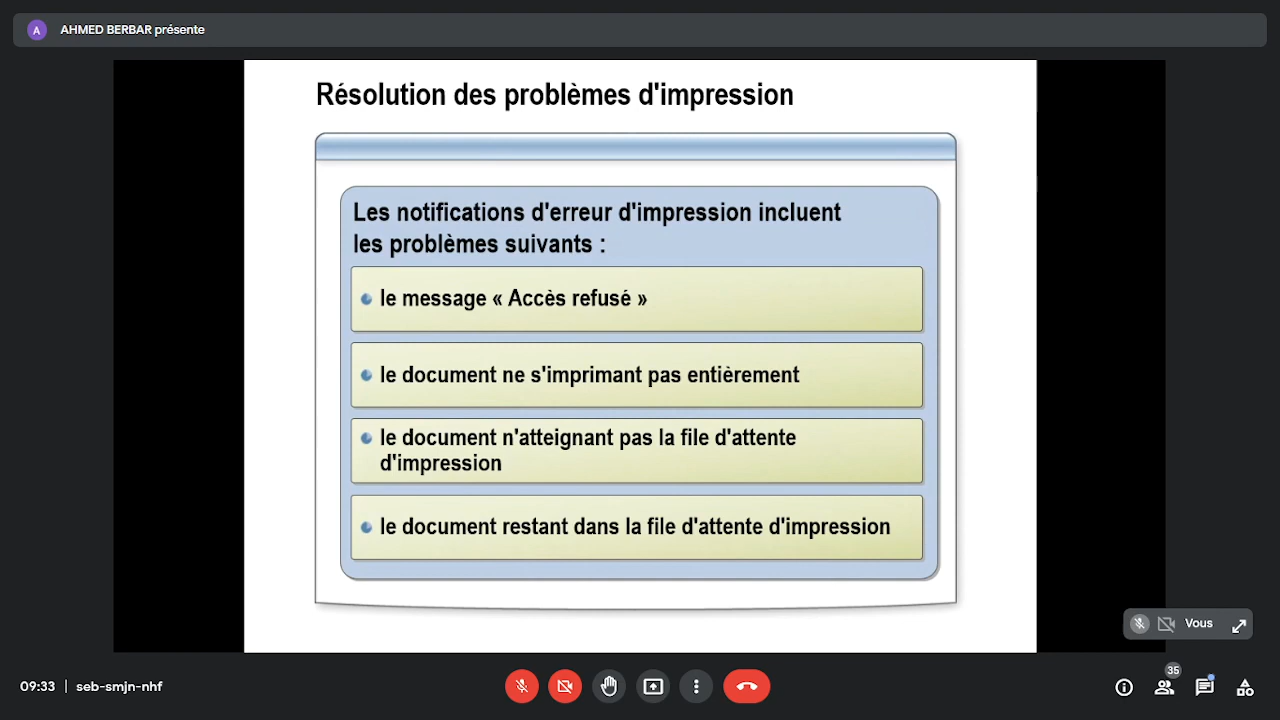 A
AHMED BERBAR présente
Résolution des problèmes d'impression
Les notifications d'erreur d'impression incluent
les problèmes suivants :
le message « Accès refusé »
le document ne s'imprimant pas entièrement
le document n'atteignant pas la file d'attente
d'impression
le document restant dans la file d'attente d'impression
Vous
09:33 | seb-smjn-nhf
35